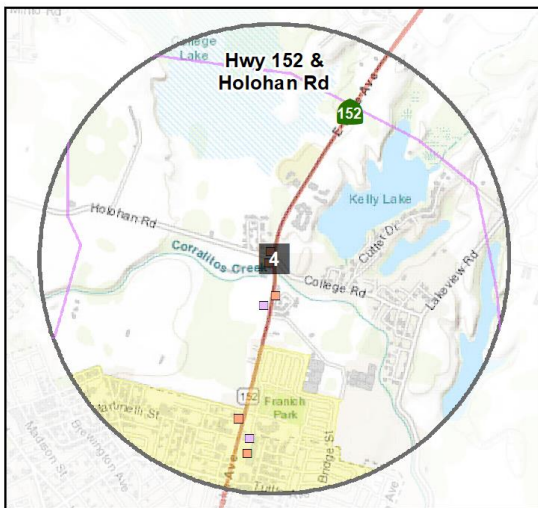 College
Lake
Hwy 152 &
Holohan Rd
152
Kelly Lake
Holohan Rd
Cutter Dr
Corralitos Creek
4
College Rd
Lakeview Rd
152
Franich
Park
Martinelli St
Madison St
Brewington Ave
Bridge St
Ave